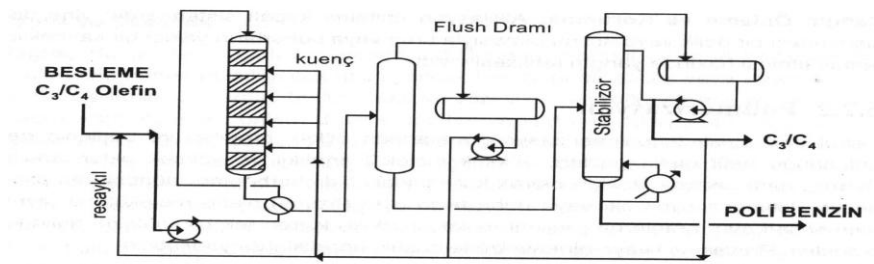 Flush dramı
kuenç
BESLEME
C₃/C₄ Olefin
Stabilizör
C₃/C₄
resaykıl
POLİ BENZİN